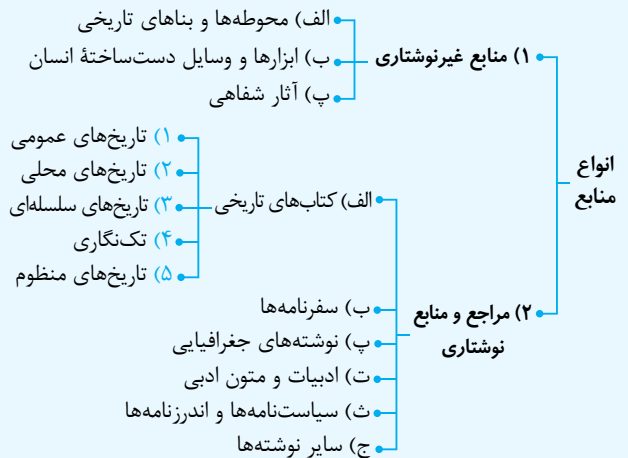 انواع
منابع
۱) منابع غیرنوشتاری
الف) محوطه‌ها و بناهای تاریخی
ب) ابزارها و وسایل دست‌ساختهٔ انسان
پ) آثار شفاهی
۲) مراجع و منابع
نوشتاری
الف) کتاب‌های تاریخی
۱) تاریخ‌های عمومی
۲) تاریخ‌های محلی
۳) تاریخ‌های سلسله‌ای
۴) تک‌نگاری
۵) تاریخ‌های منظوم
ب) سفرنامه‌ها
پ) نوشته‌های جغرافیایی
ت) ادبیات و متون ادبی
ث) سیاست‌نامه‌ها و اندرزنامه‌ها
ج) سایر نوشته‌ها